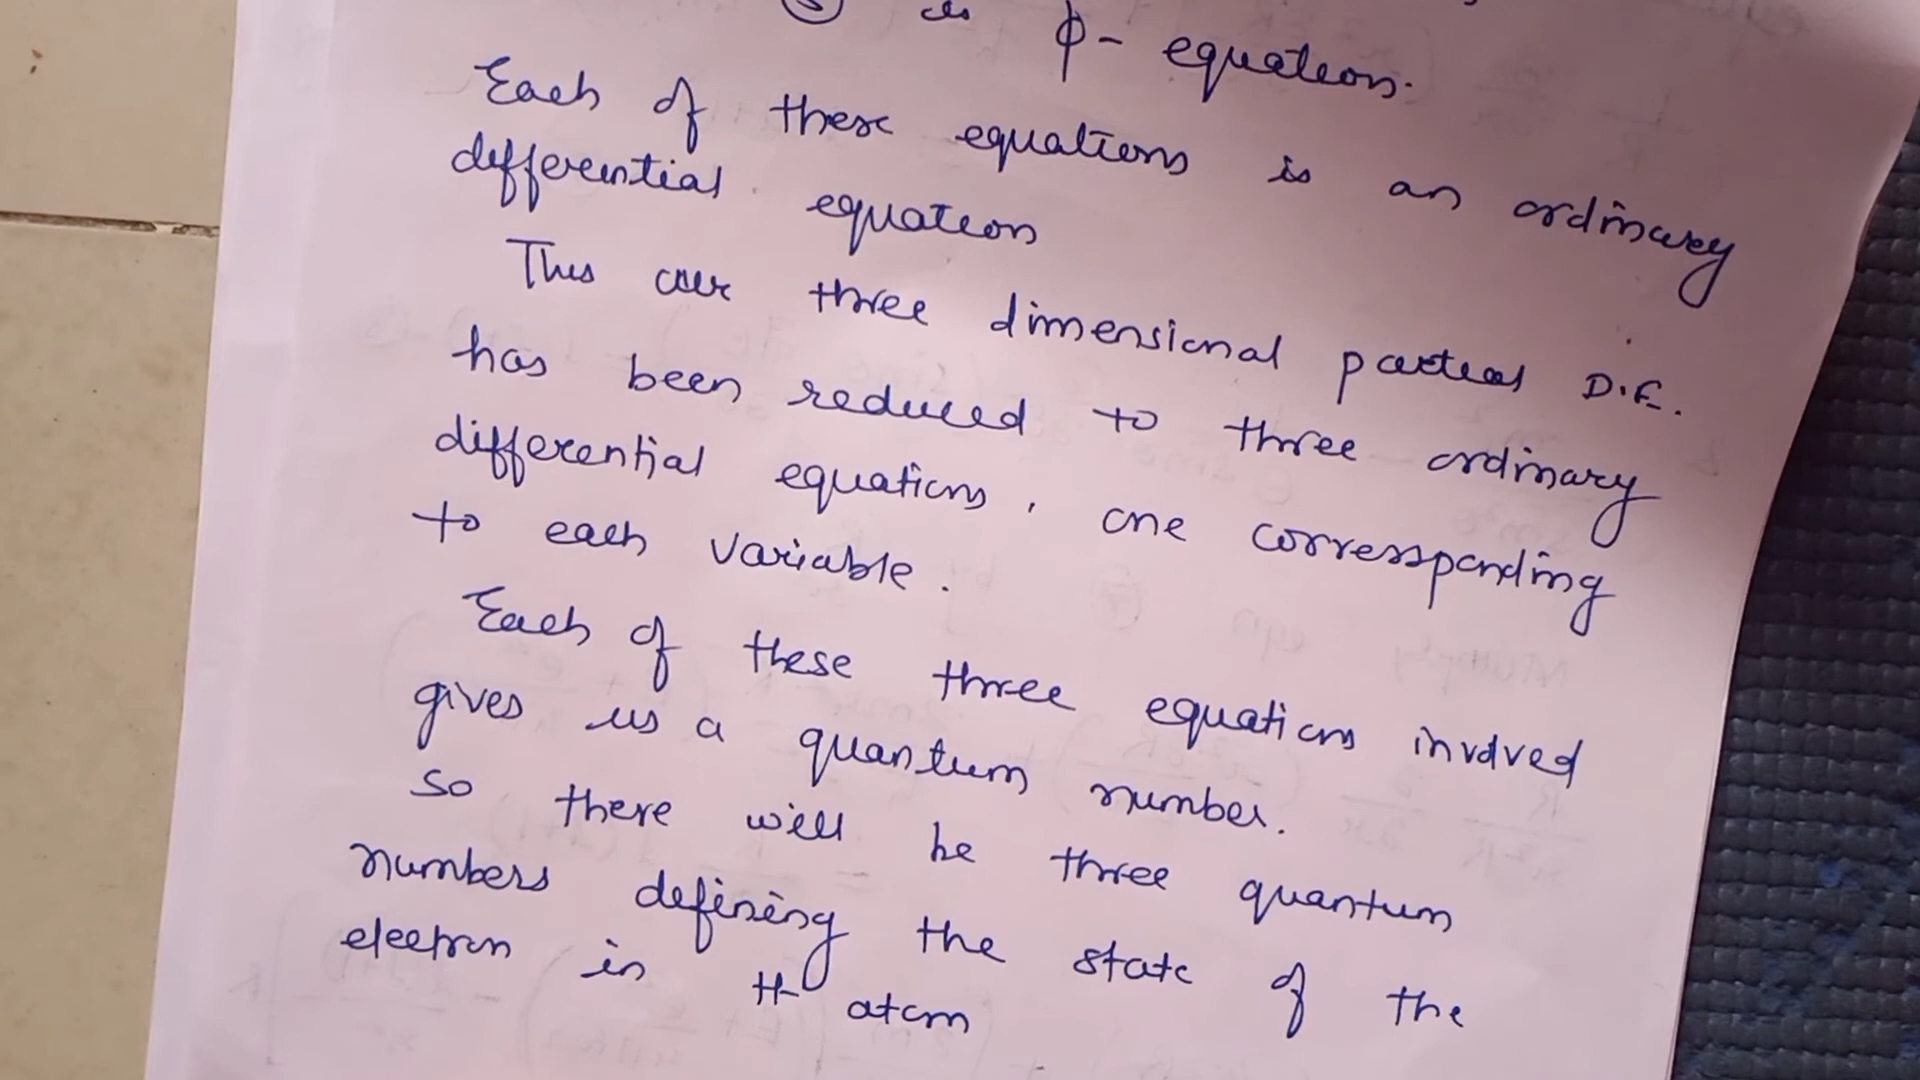 is ϕ- equation.
Each of these equations is an ordinary
differential equation
Thus our three dimensional partial D.E.
has been reduced to three ordinary
differential equations, one corresponding
to each variable.
Each of these three equations involved
gives us a quantum number.
So there will be three quantum
numbers defining the state of the
electron in H- atom